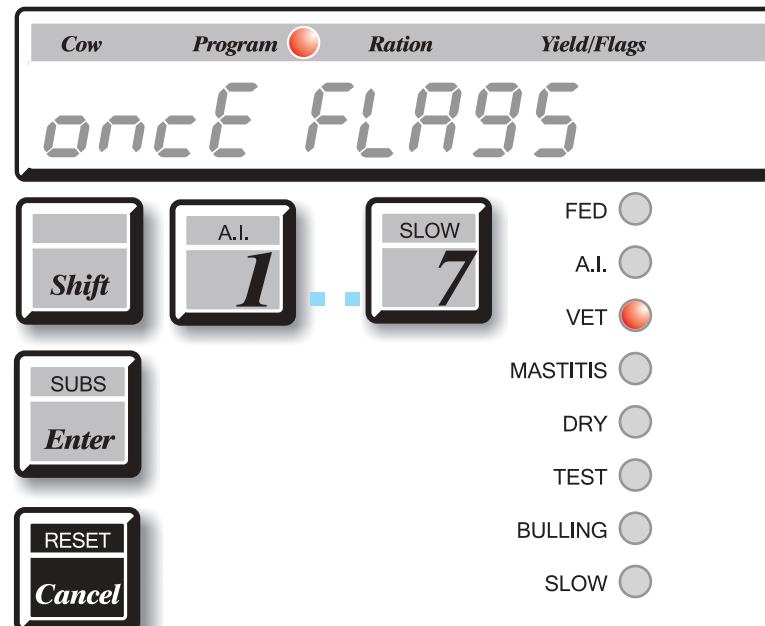 Cow Program Ration Yield/Flags
oncE FLAgS
Shift
A.I.
1
SLOW
7
SUBS
Enter
RESET
Cancel
FED
A.I.
VET
MASTITIS
DRY
TEST
BULLING
SLOW